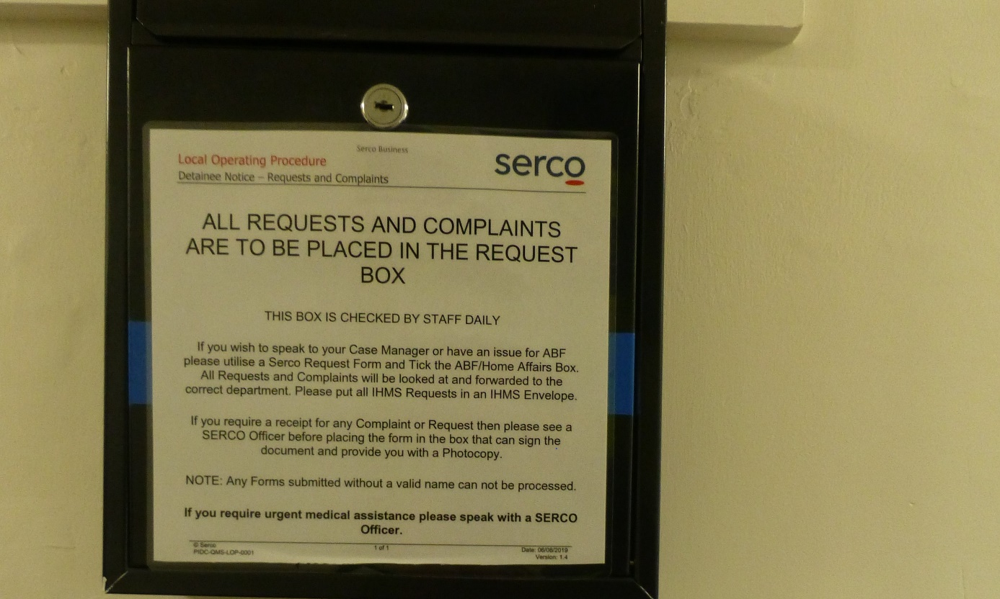 Serco Business
Local Operating Procedure
serco
Detainee Notice – Requests and Complaints
ALL REQUESTS AND COMPLAINTS
ARE TO BE PLACED IN THE REQUEST
BOX
THIS BOX IS CHECKED BY STAFF DAILY
If you wish to speak to your Case Manager or have an issue for ABF
please utilise a Serco Request Form and Tick the ABF/Home Affairs Box.
All Requests and Complaints will be looked at and forwarded to the
correct department. Please put all IHMS Requests in an IHMS Envelope.
If you require a receipt for any Complaint or Request then please see a
SERCO Officer before placing the form in the box that can sign the
document and provide you with a Photocopy.
NOTE: Any Forms submitted without a valid name can not be processed.
If you require urgent medical assistance please speak with a SERCO
Officer.
© Serco
PIDC-QMS-LOP-0001
1 of 1
Date: 06/08/2019
Version: 1.4